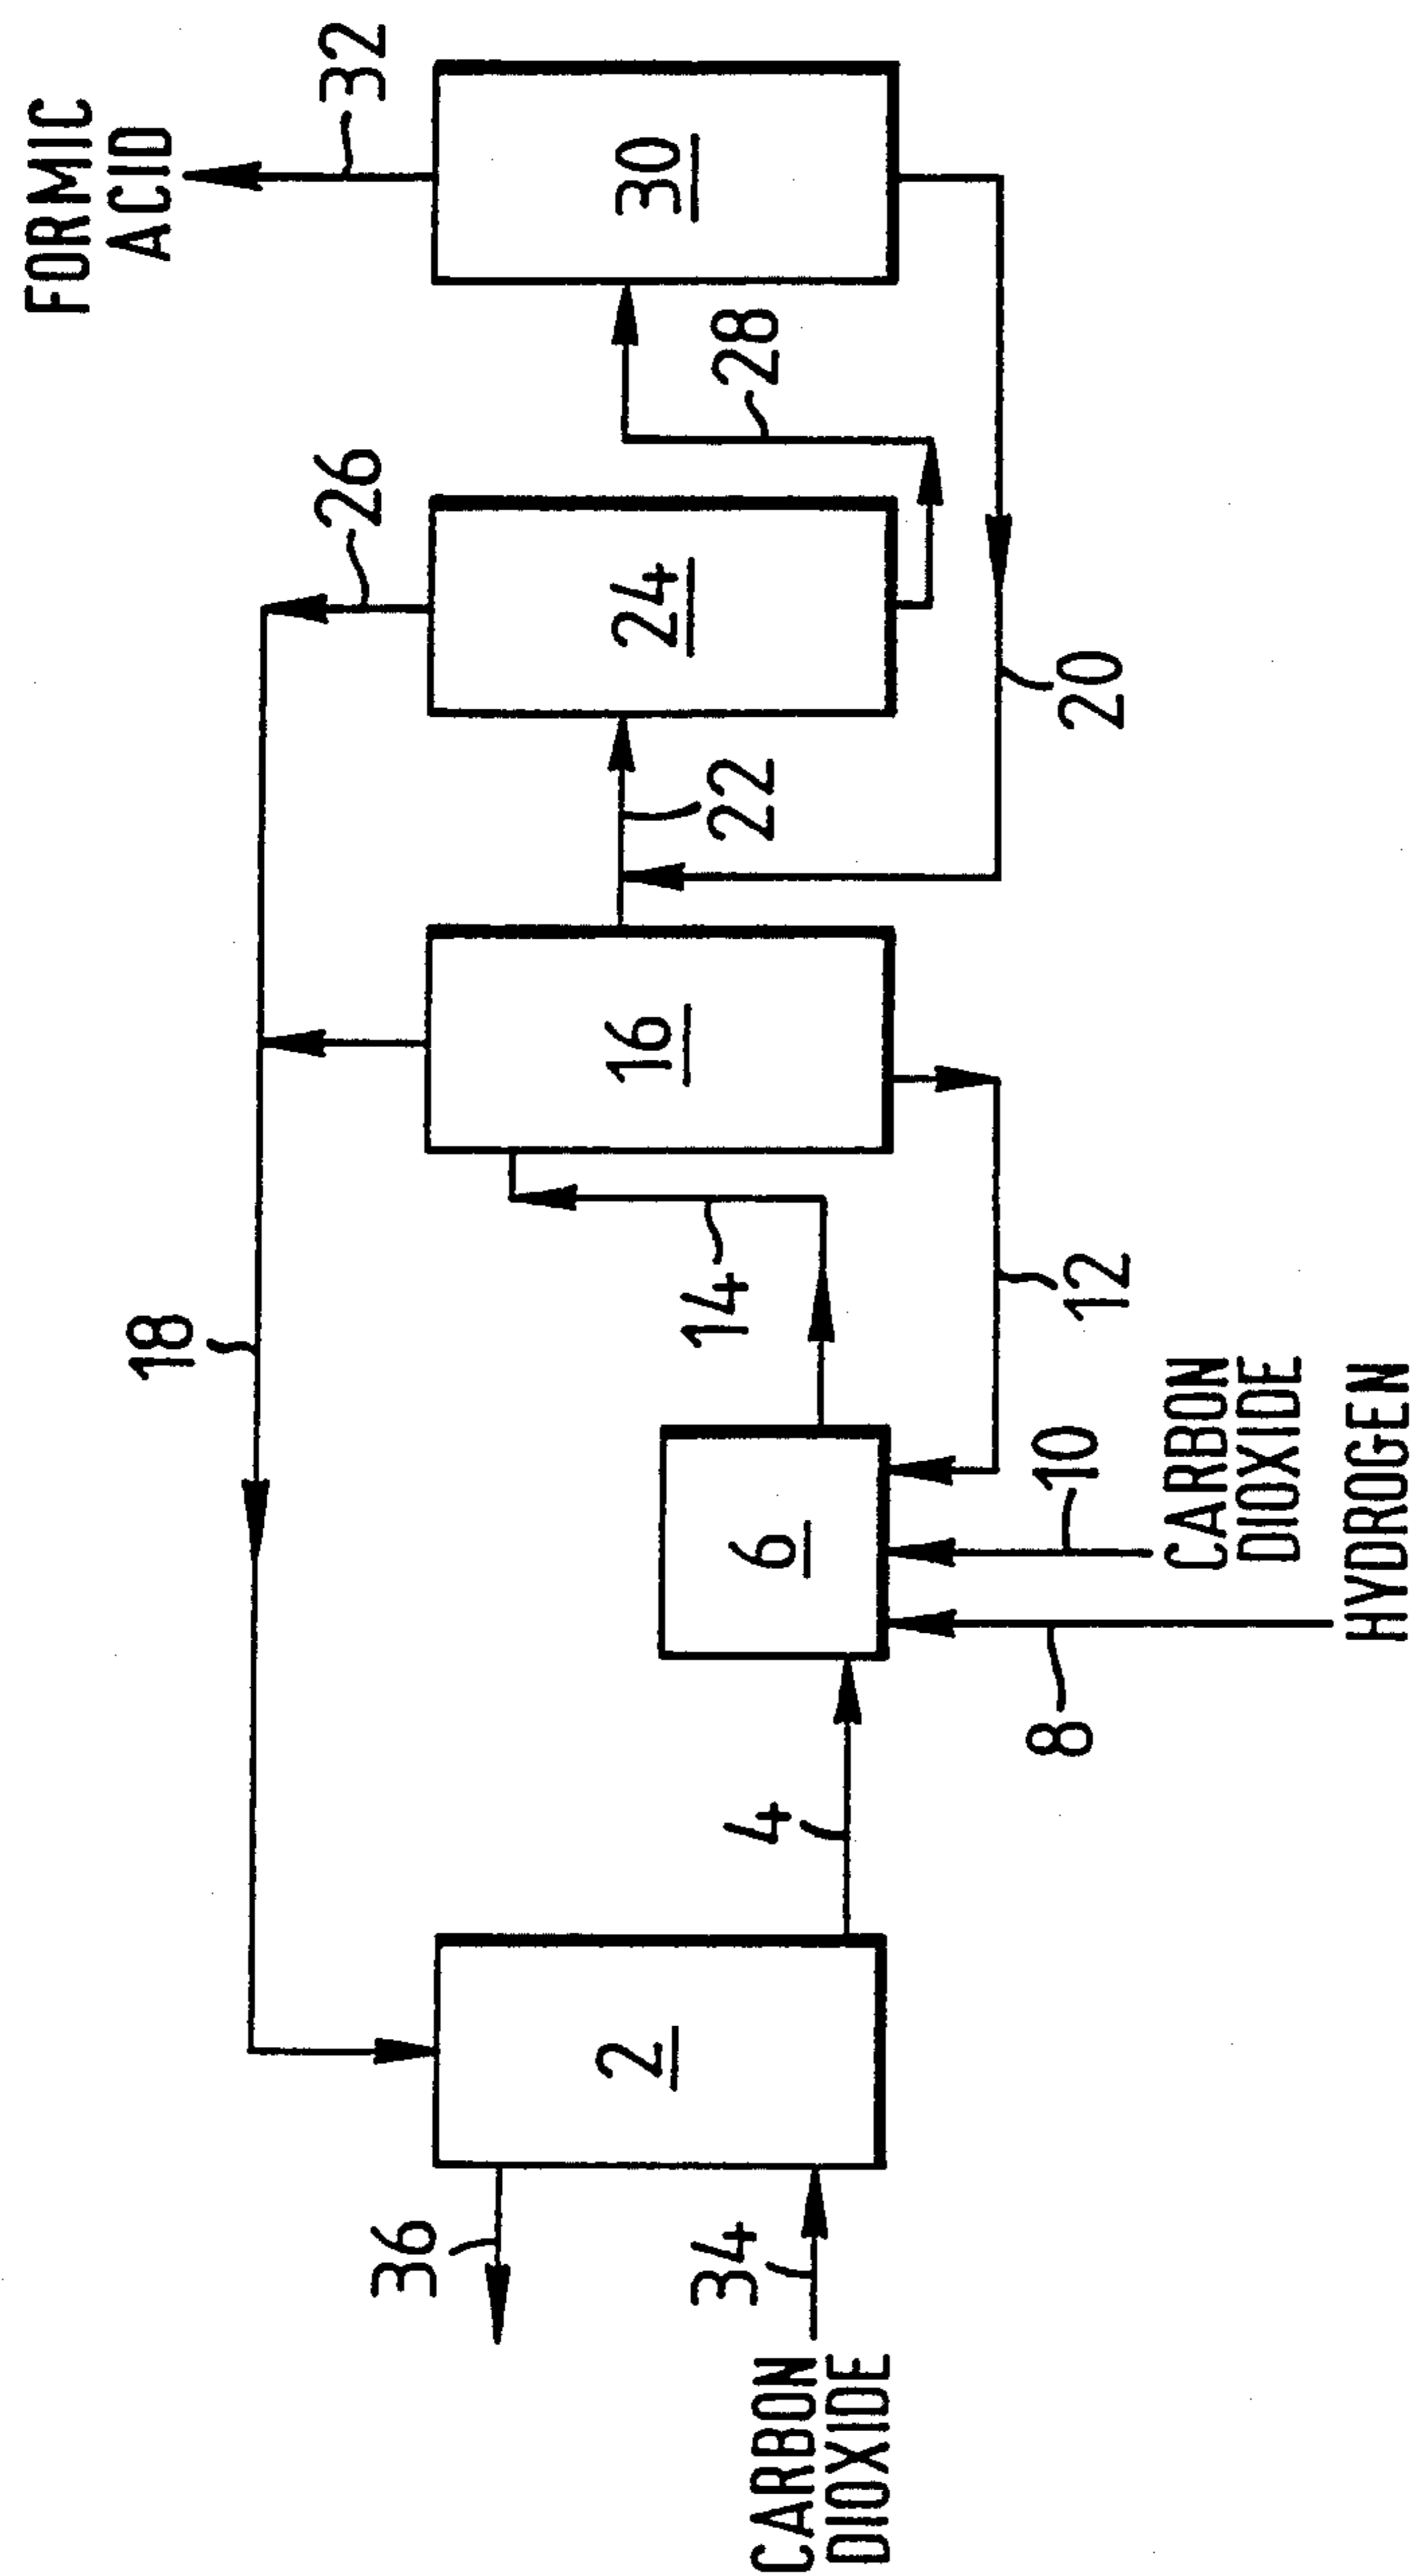 FORMIC
ACID
32
30
28
26
24
20
22
16
18
14
12
6
10
CARBON
DIOXIDE
HYDROGEN
8
4
2
36
34
CARBON
DIOXIDE